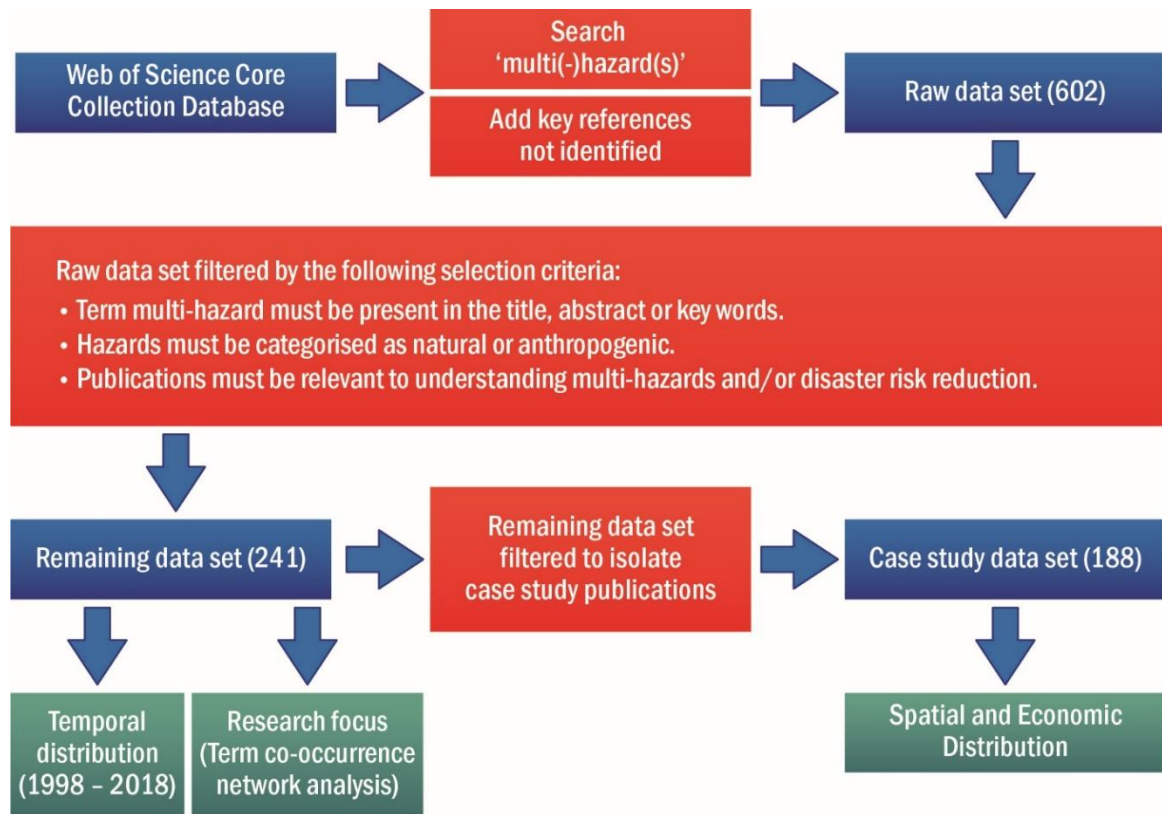 Web of Science Core
Collection Database
Search
‘multi(-)hazard(s)’
Add key references
not identified
Raw data set (602)
Raw data set filtered by the following selection criteria:
• Term multi-hazard must be present in the title, abstract or key words.
• Hazards must be categorised as natural or anthropogenic.
• Publications must be relevant to understanding multi-hazards and/or disaster risk reduction.
Remaining data set (241)
Remaining data set
filtered to isolate
case study publications
Case study data set (188)
Temporal
distribution
(1998 – 2018)
Research focus
(Term co-occurrence
network analysis)
Spatial and Economic
Distribution